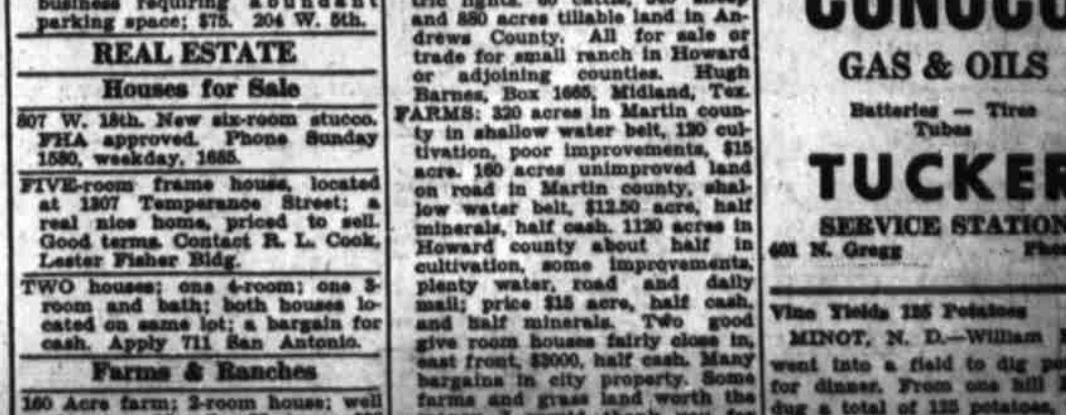 business requiring abundant
parking space; $75. 204 W. 5th.
REAL ESTATE
Houses for Sale
807 W. 18th. New six-room stucco.
FHA approved. Phone Sunday
1580, weekday, 1685.
FIVE-room frame house, located
at 1307 Temperance Street; a
real nice home, priced to sell.
Good terms. Contact R. L. Cook,
Lester Fisher Bldg.
TWO houses; one 4-room; one 3-
room and bath; both houses lo-
cated on same lot; a bargain for
cash. Apply 711 San Antonio.
Farms & Ranches
160 Acre farm; 2-room house; well
and 880 acres tillable land in An-
drews County. All for sale or
trade for small ranch in Howard
or adjoining counties. Hugh
Barnes, Box 1665, Midland, Tex.
FARMS: 320 acres in Martin coun-
ty in shallow water belt, 120 cul-
tivation, poor improvements, $15
acre. 160 acres unimproved land
on road in Martin county, shal-
low water belt, $12.50 acre, half
minerals, half cash. 1120 acres in
Howard county about half in
cultivation, some improvements,
plenty water, road and daily
mail; price $15 acre, half cash,
and half minerals. Two good
give room houses fairly close in,
east front, $3000, half cash. Many
bargains in city property. Some
farms and grass land worth the
CONOCO
GAS & OILS
Batteries — Tires
Tubes
TUCKER
SERVICE STATION
401 N. Gregg Phone
Vine Yields 125 Potatoes
MINOT, N. D.—William
went into a field to dig
for dinner. From one hill
dug a total of 125 potatoes,